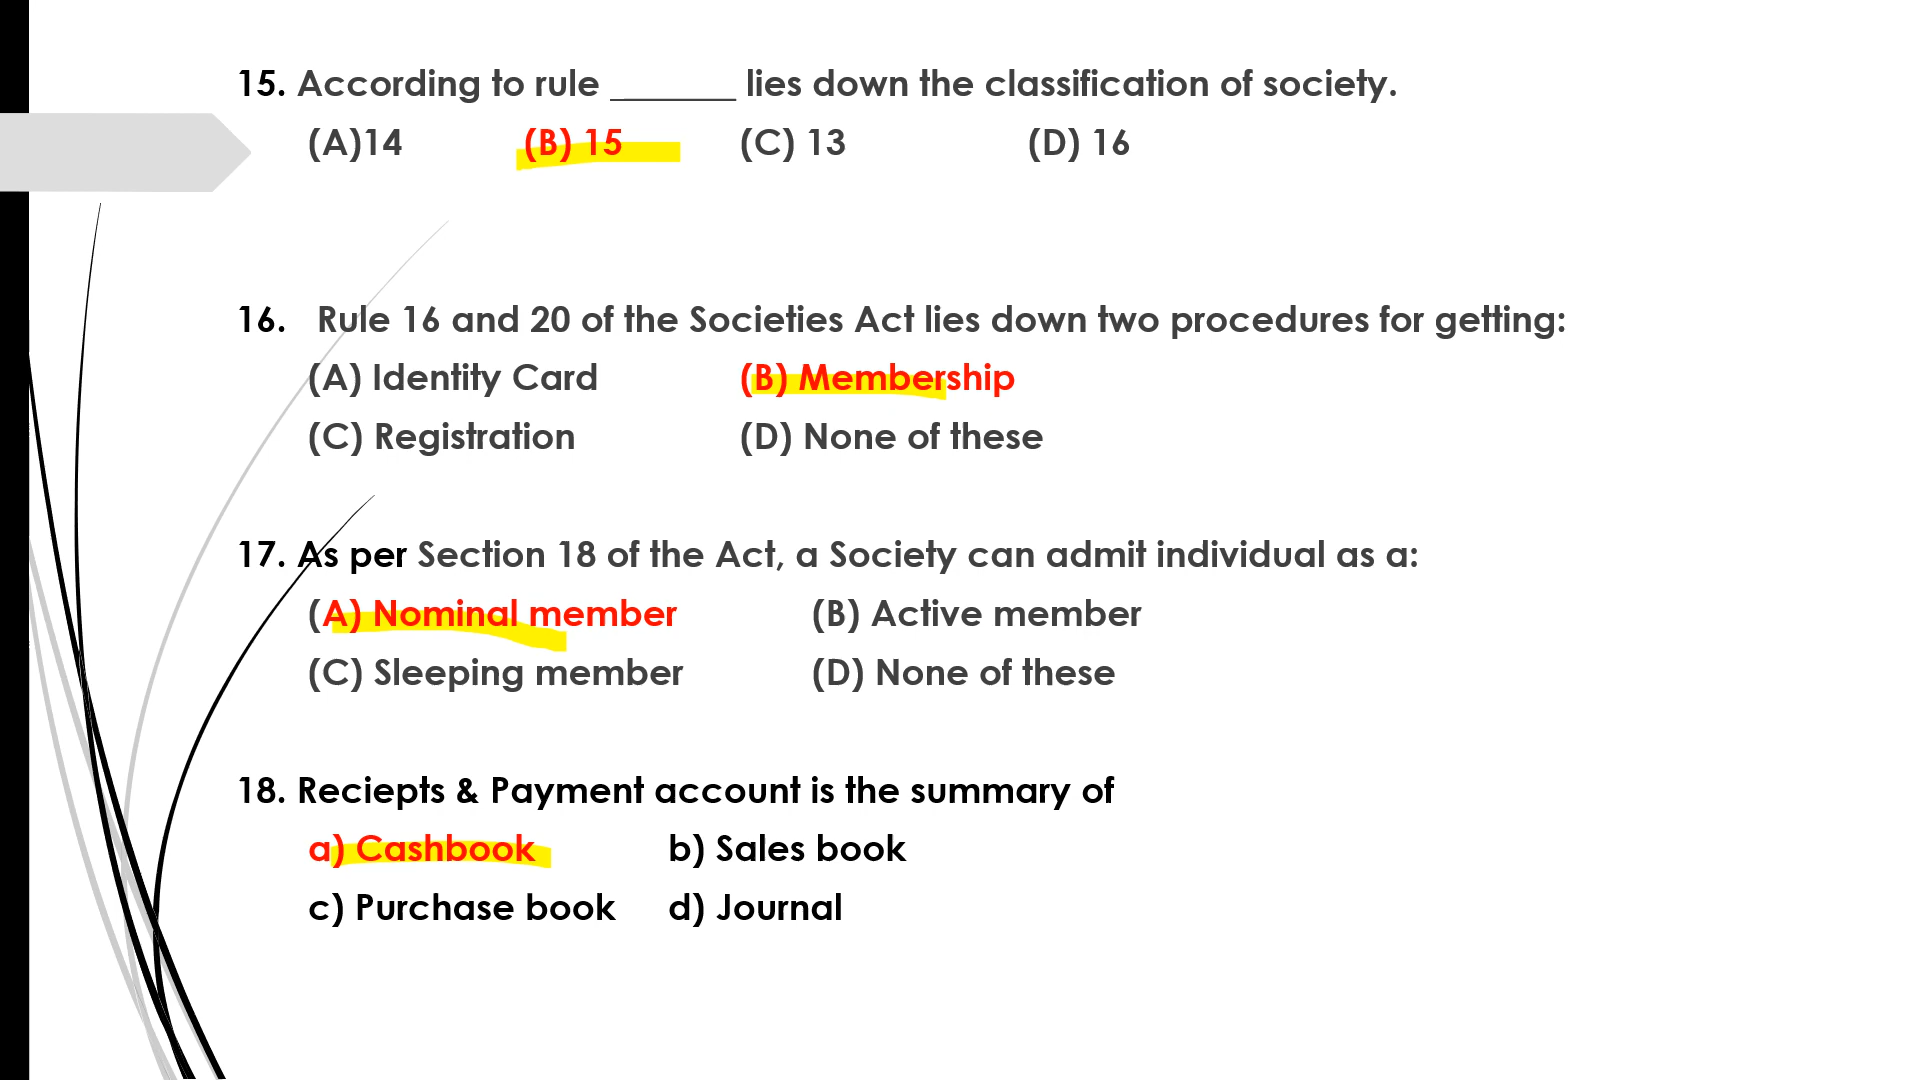 15. According to rule _______ lies down the classification of society.
(A)14 (B) 15 (C) 13 (D) 16
16. Rule 16 and 20 of the Societies Act lies down two procedures for getting:
(A) Identity Card (B) Membership
(C) Registration (D) None of these
17. As per Section 18 of the Act, a Society can admit individual as a:
(A) Nominal member (B) Active member
(C) Sleeping member (D) None of these
18. Reciepts & Payment account is the summary of
a) Cashbook b) Sales book
c) Purchase book d) Journal